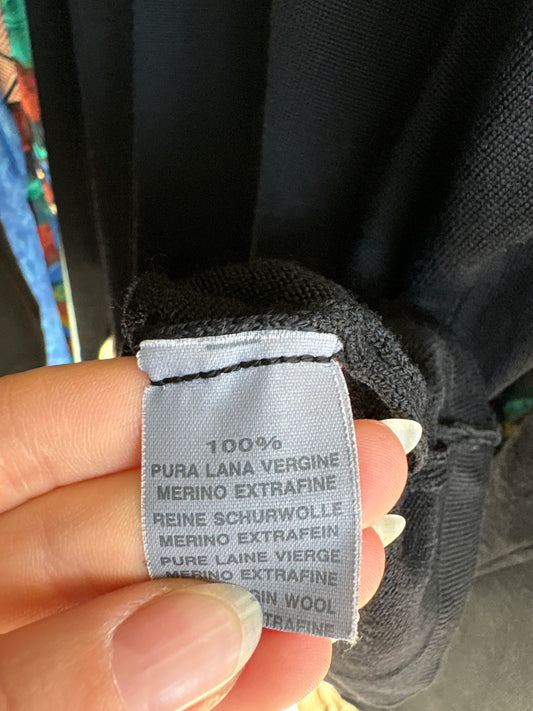 100%
PURA LANA VERGINE
MERINO EXTRAFINE
REINE SCHURWOLLE
MERINO EXTRAFEIN
PURE LAINE VIERGE
MERINO EXTRAFINE
WOOL